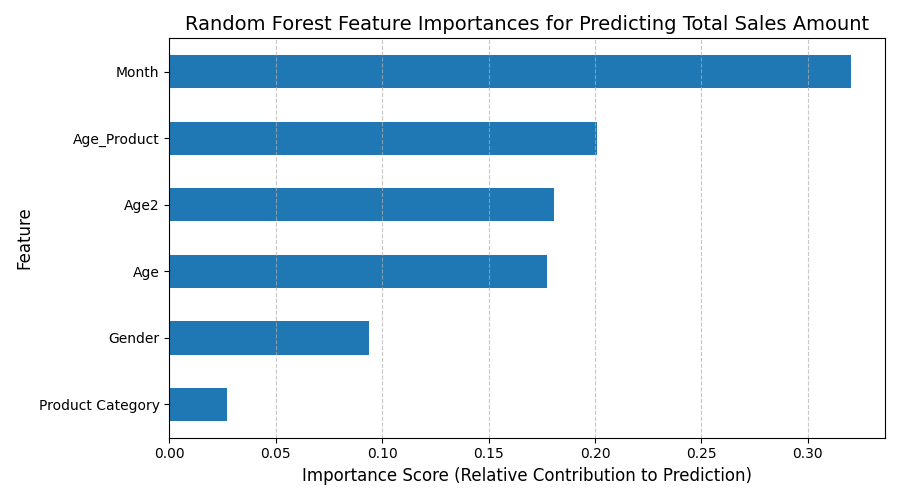 Random Forest Feature Importances for Predicting Total Sales Amount
Month
Age_Product
Age2
Age
Gender
Product Category
Feature
0.00 0.05 0.10 0.15 0.20 0.25 0.30
Importance Score (Relative Contribution to Prediction)